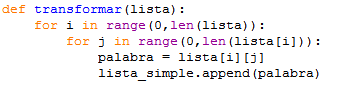 def transformar(lista):
    for i in range(0,len(lista)):
        for j in range(0,len(lista[i])):
            palabra = lista[i][j]
            lista_simple.append(palabra)